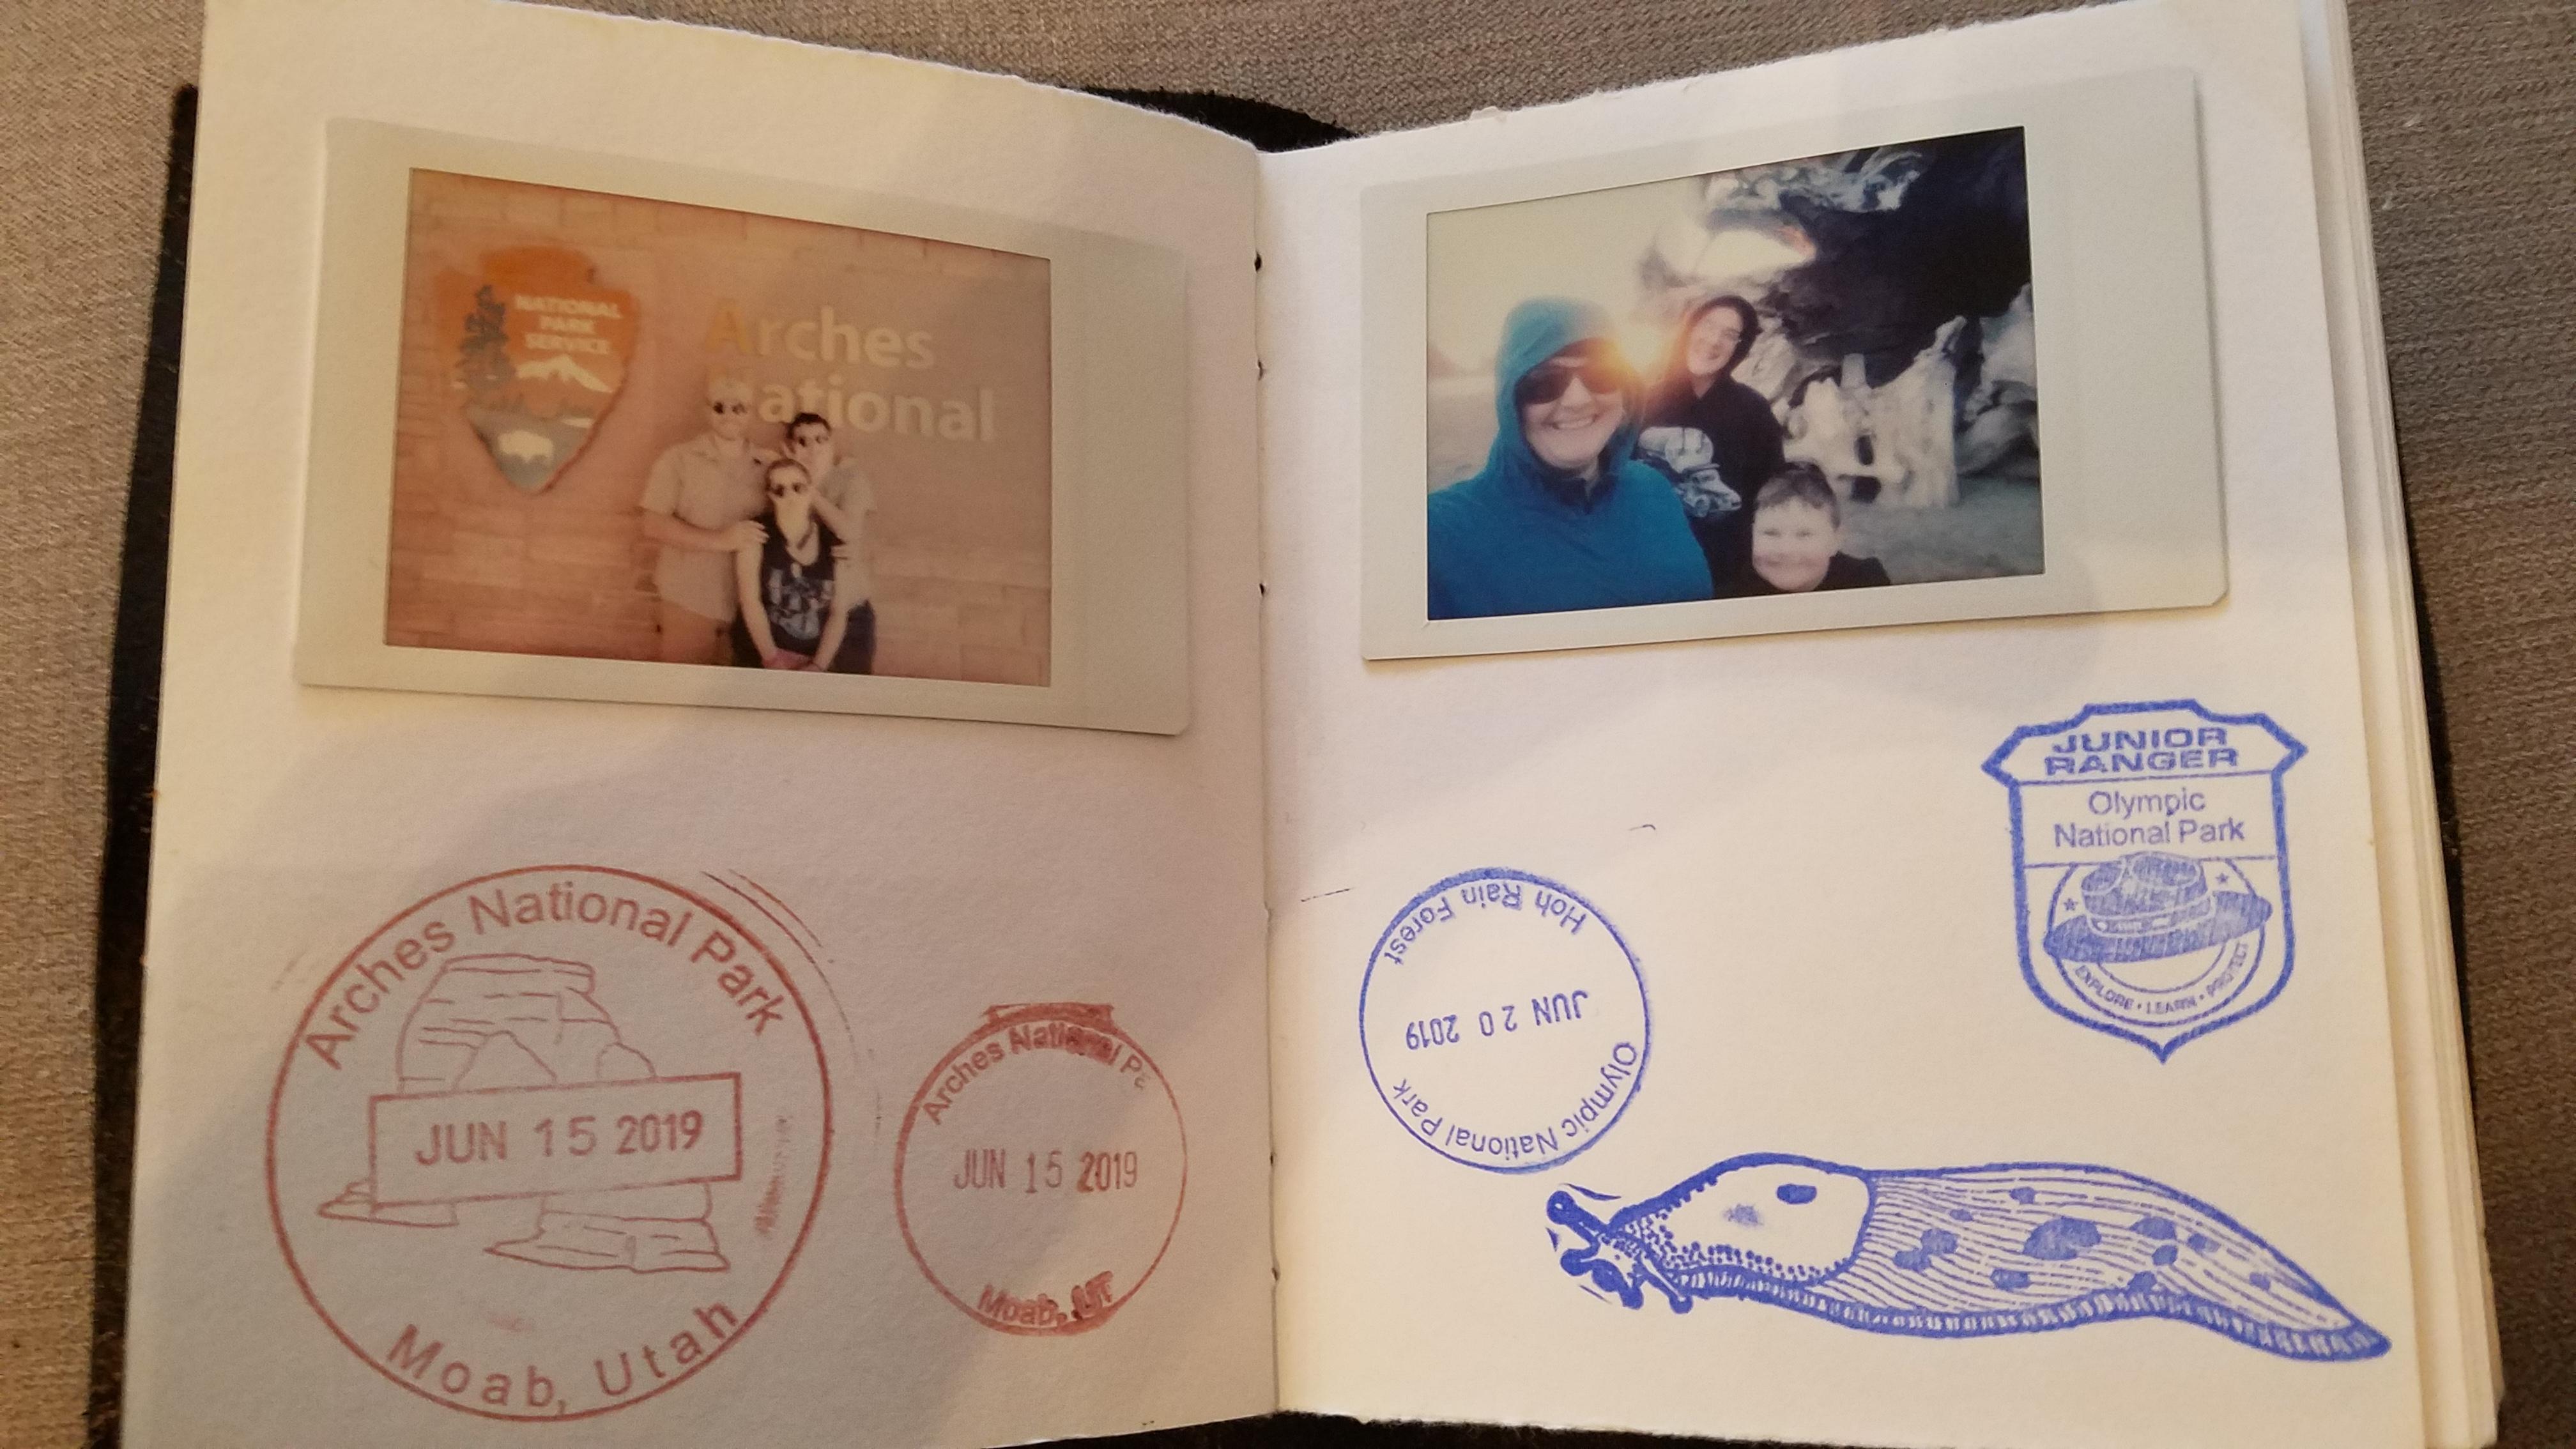 NATIONAL
PARK
SERVICE
Arches
National
Arches National Park
JUN 15 2019
Moab, Utah
Arches National Pa
JUN 15 2019
Moab, UT
Hoh Rain Forest
JUN 20 2019
Olympic National Park
JUNIOR
RANGER
Olympic
National Park
EXPLORE • LEARN • PROTECT